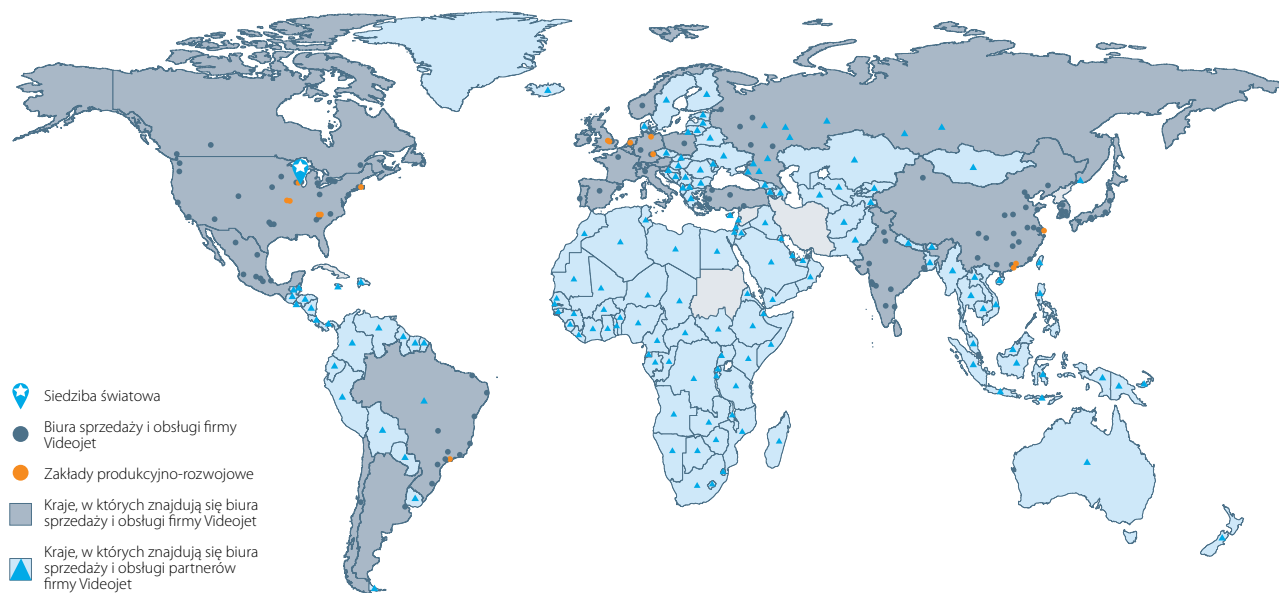 Siedziba światowa
Biura sprzedaży i obsługi firmy
Videojet
Zakłady produkcyjno-rozwojowe
Kraje, w których znajdują się biura
sprzedaży i obsługi firmy Videojet
Kraje, w których znajdują się biura
sprzedaży i obsługi partnerów
firmy Videojet